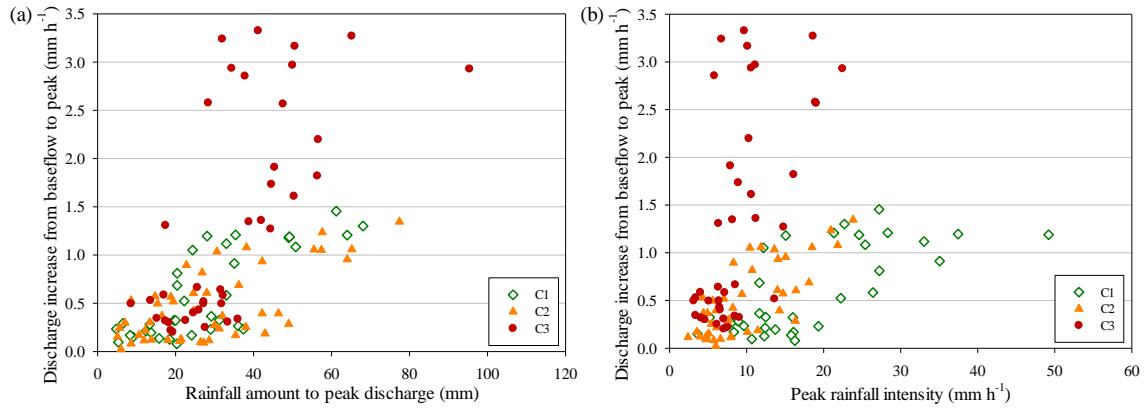 (a)
Discharge increase from baseflow to peak (mm h⁻¹)
3.5
3.0
2.5
2.0
1.5
1.0
0.5
0.0
0
20
40
60
80
100
120
Rainfall amount to peak discharge (mm)
C1
C2
C3
(b)
Discharge increase from baseflow to peak (mm h⁻¹)
3.5
3.0
2.5
2.0
1.5
1.0
0.5
0.0
0
10
20
30
40
50
60
Peak rainfall intensity (mm h⁻¹)
C1
C2
C3